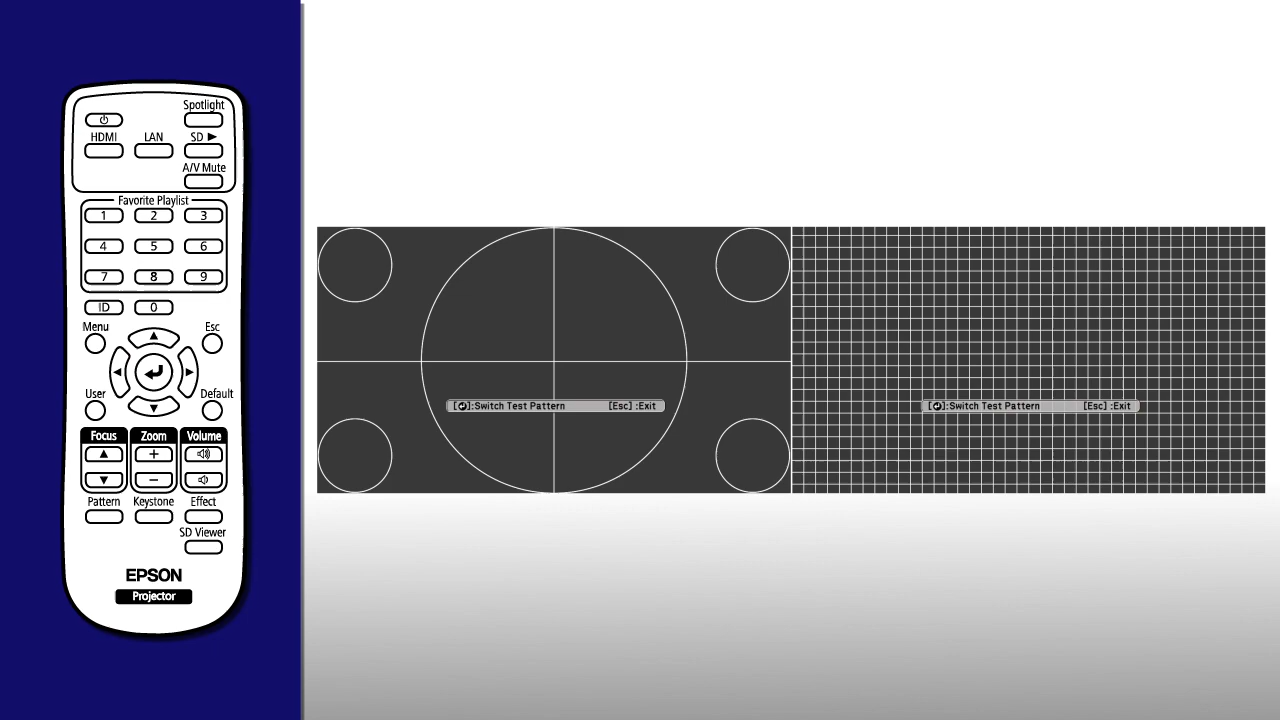 Spotlight
HDMI LAN SD ▶
A/V Mute
Favorite Playlist
1 2 3
4 5 6
7 8 9
ID 0
Menu Esc
User Default
Focus Zoom Volume
Pattern Keystone Effect
SD Viewer
EPSON
Projector
[↵]:Switch Test Pattern [Esc] :Exit
[↵]:Switch Test Pattern [Esc] :Exit